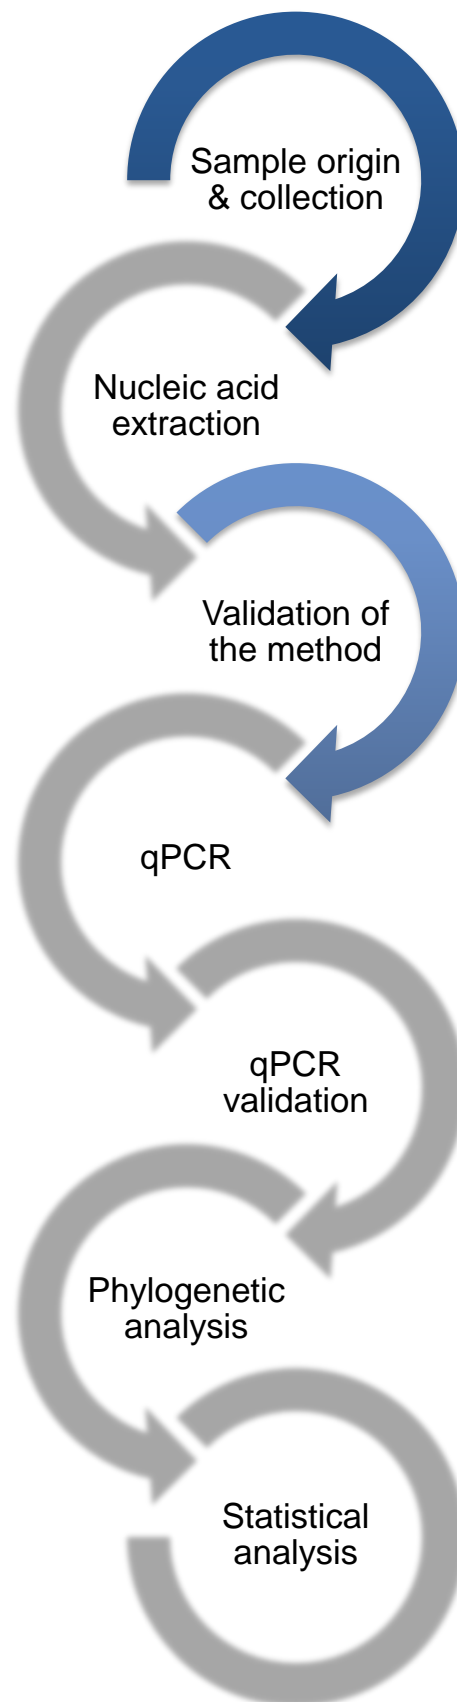 Sample origin
& collection
Nucleic acid
extraction
Validation of
the method
qPCR
qPCR
validation
Phylogenetic
analysis
Statistical
analysis